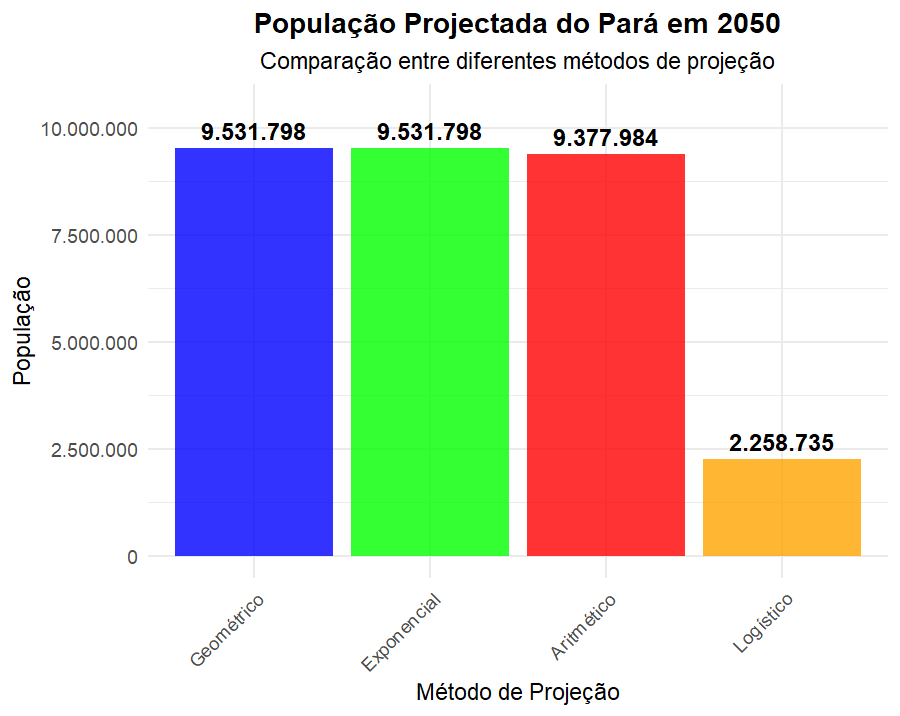 População Projectada do Pará em 2050
Comparação entre diferentes métodos de projeção
População
10.000.000
7.500.000
5.000.000
2.500.000
0
9.531.798
9.531.798
9.377.984
2.258.735
Geométrico
Exponencial
Aritmético
Logístico
Método de Projeção